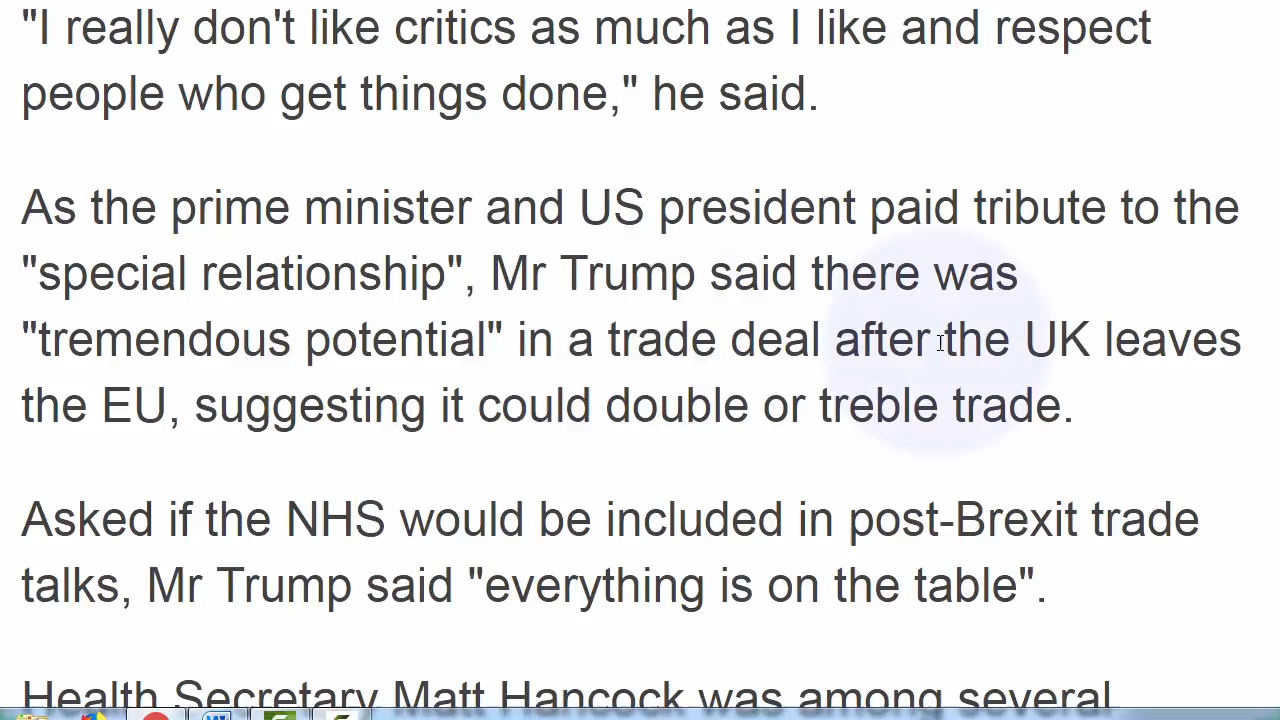 "I really don't like critics as much as I like and respect
people who get things done," he said.
As the prime minister and US president paid tribute to the
"special relationship", Mr Trump said there was
"tremendous potential" in a trade deal after the UK leaves
the EU, suggesting it could double or treble trade.
Asked if the NHS would be included in post-Brexit trade
talks, Mr Trump said "everything is on the table".
Health Secretary Matt Hancock was among several